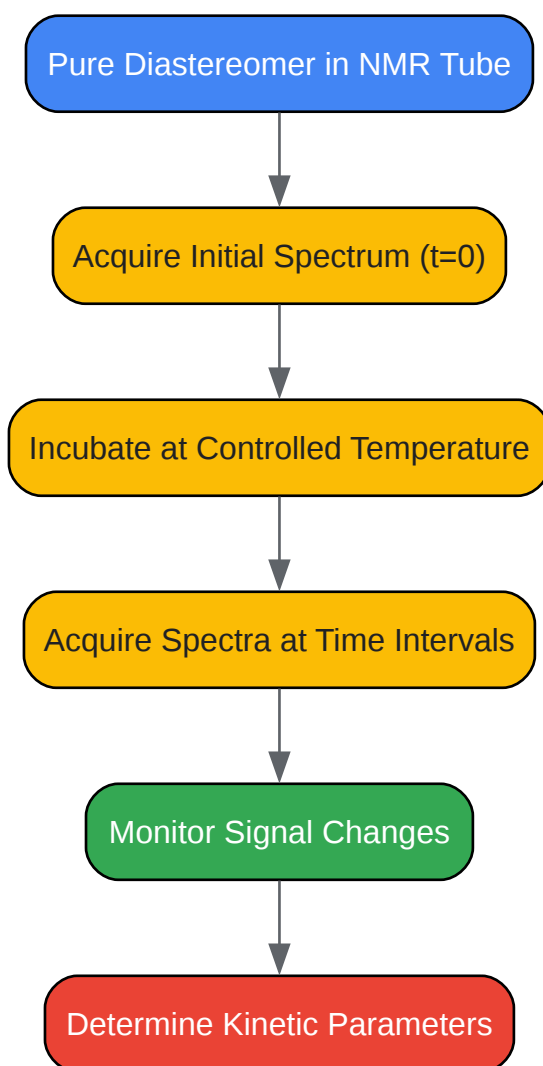 Pure Diastereomer in NMR Tube
Acquire Initial Spectrum (t=0)
Incubate at Controlled Temperature
Acquire Spectra at Time Intervals
Monitor Signal Changes
Determine Kinetic Parameters